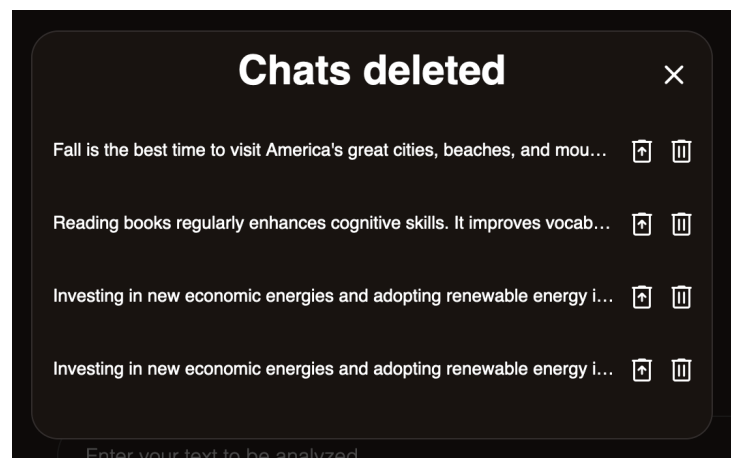 Chats deleted
Fall is the best time to visit America's great cities, beaches, and mou...
Reading books regularly enhances cognitive skills. It improves vocab...
Investing in new economic energies and adopting renewable energy i...
Investing in new economic energies and adopting renewable energy i...
Enter your text to be analyzed